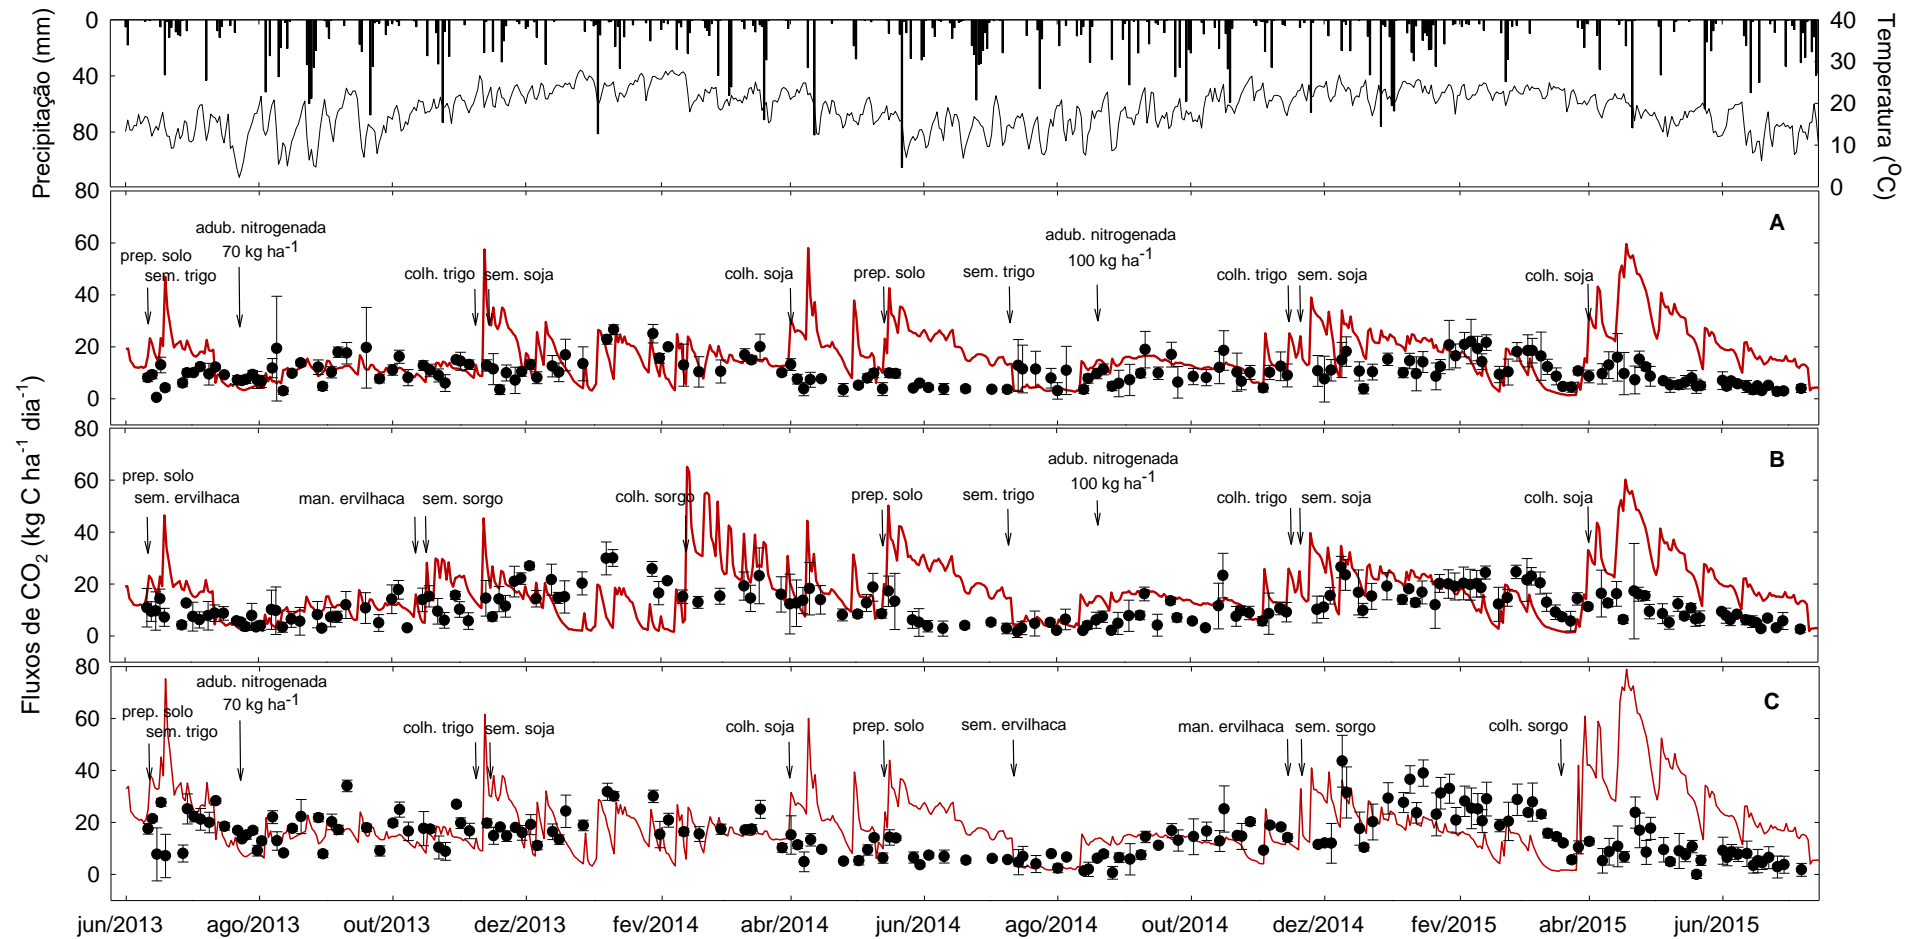 Precipitação (mm)
0
40
80
Temperatura (⁰C)
40
30
20
10
0
Fluxos de CO₂ (kg C ha⁻¹ dia⁻¹)
80
60
40
20
0
A
prep. solo
sem. trigo
adub. nitrogenada
70 kg ha⁻¹
colh. trigo
sem. soja
colh. soja
prep. solo
sem. trigo
adub. nitrogenada
100 kg ha⁻¹
colh. trigo
sem. soja
colh. soja
80
60
40
20
0
B
prep. solo
sem. ervilhaca
man. ervilhaca
sem. sorgo
colh. sorgo
prep. solo
sem. trigo
adub. nitrogenada
100 kg ha⁻¹
colh. trigo
sem. soja
colh. soja
80
60
40
20
0
C
prep. solo
sem. trigo
adub. nitrogenada
70 kg ha⁻¹
colh. trigo
sem. soja
colh. soja
prep. solo
sem. ervilhaca
man. ervilhaca
sem. sorgo
colh. sorgo
jun/2013
ago/2013
out/2013
dez/2013
fev/2014
abr/2014
jun/2014
ago/2014
out/2014
dez/2014
fev/2015
abr/2015
jun/2015